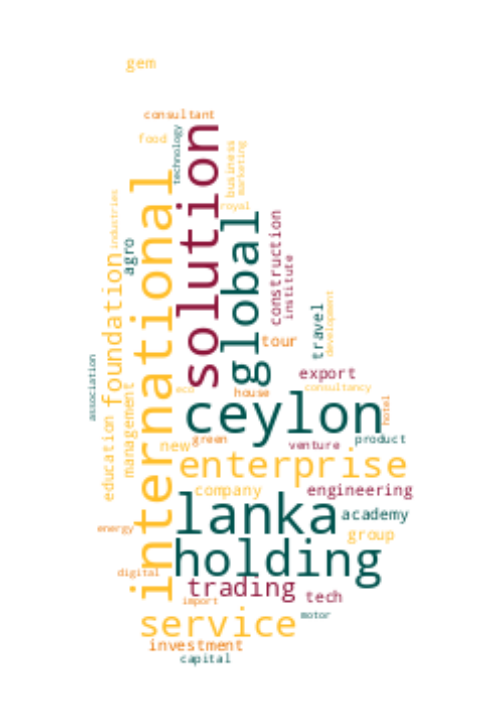 gem
consultant
food
technology
solution
business
marketing
international
industries
royal
global
construction
agro
foundation
institute
travel
development
tour
association
export
management
eco
house
consultancy
ceylon
hotel
education
new
green
venture
product
enterprise
company
engineering
lanka
academy
energy
group
holding
digital
trading
tech
import
motor
service
investment
capital